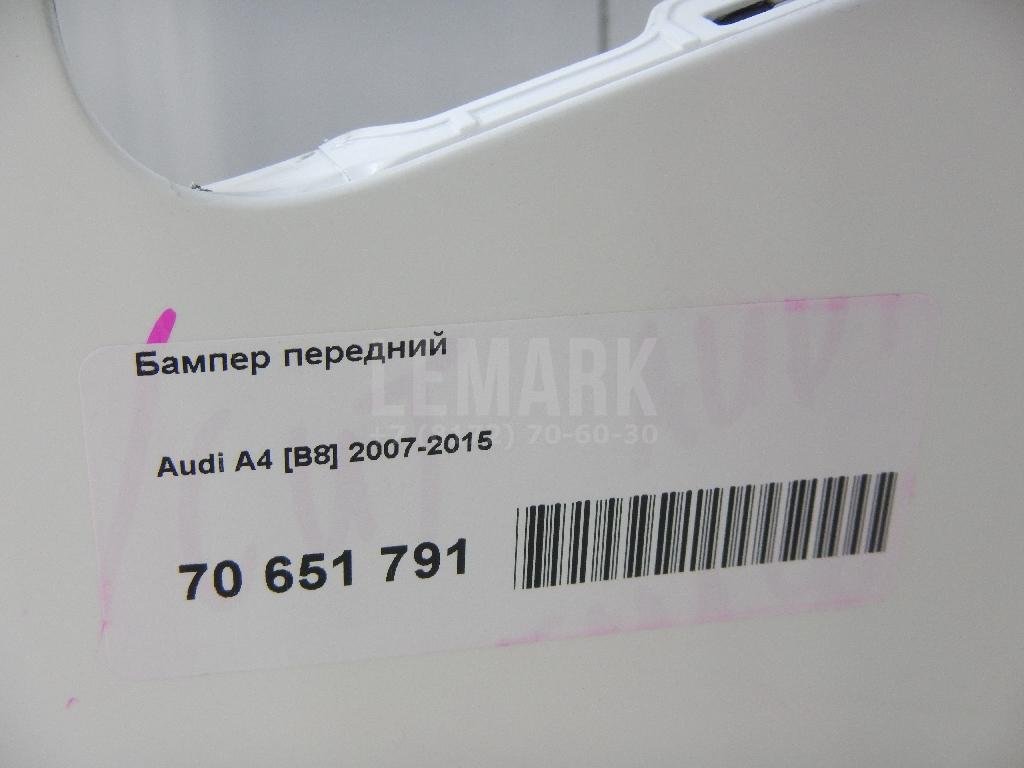 Бампер передний
LEMARK
Audi A4 [B8] 2007-2015
70 651 791